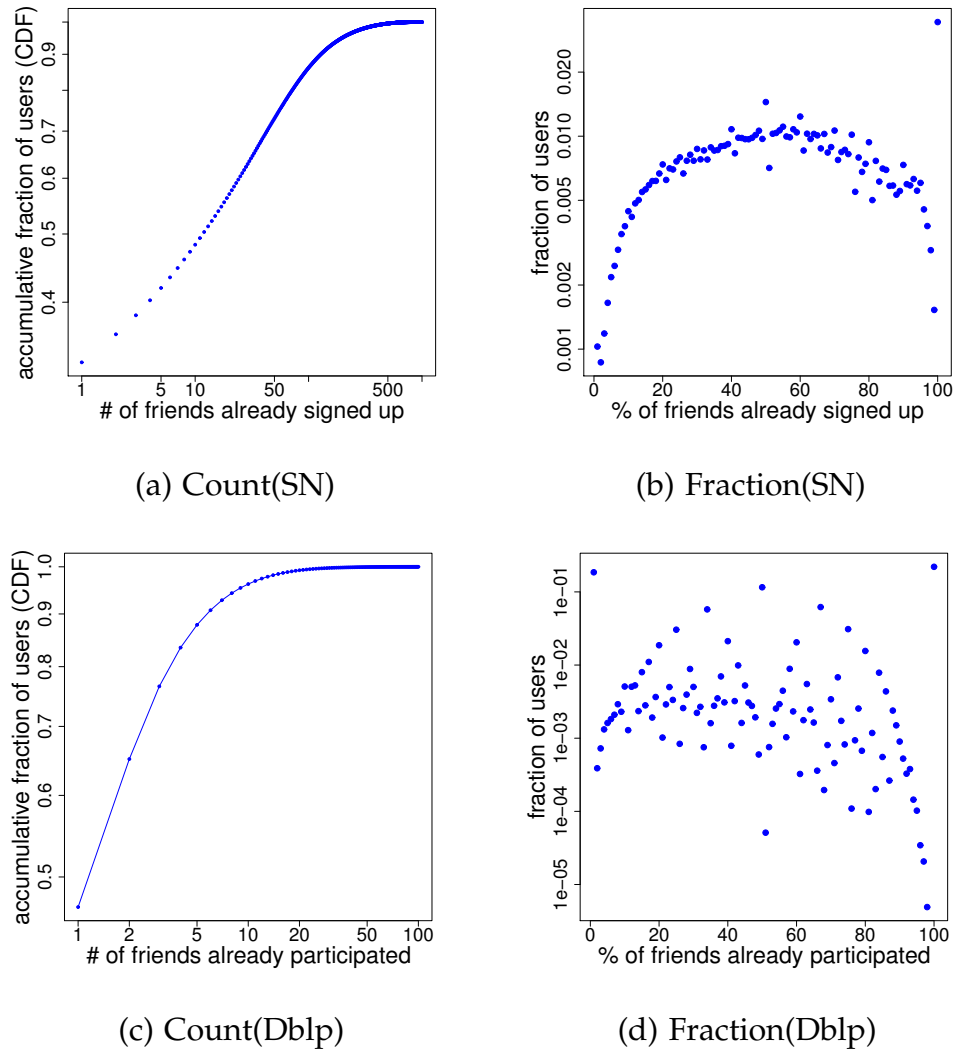 accumulative fraction of users (CDF)
0.4 0.5 0.6 0.7 0.9
1 5 10 50 500
# of friends already signed up
(a) Count(SN)
fraction of users
0.001 0.002 0.005 0.010 0.020
0 20 40 60 80 100
% of friends already signed up
(b) Fraction(SN)
accumulative fraction of users (CDF)
0.5 0.6 0.7 0.8 0.9 1.0
1 2 5 10 20 50 100
# of friends already participated
(c) Count(Dblp)
fraction of users
1e-05 1e-04 1e-03 1e-02 1e-01
0 20 40 60 80 100
% of friends already participated
(d) Fraction(Dblp)